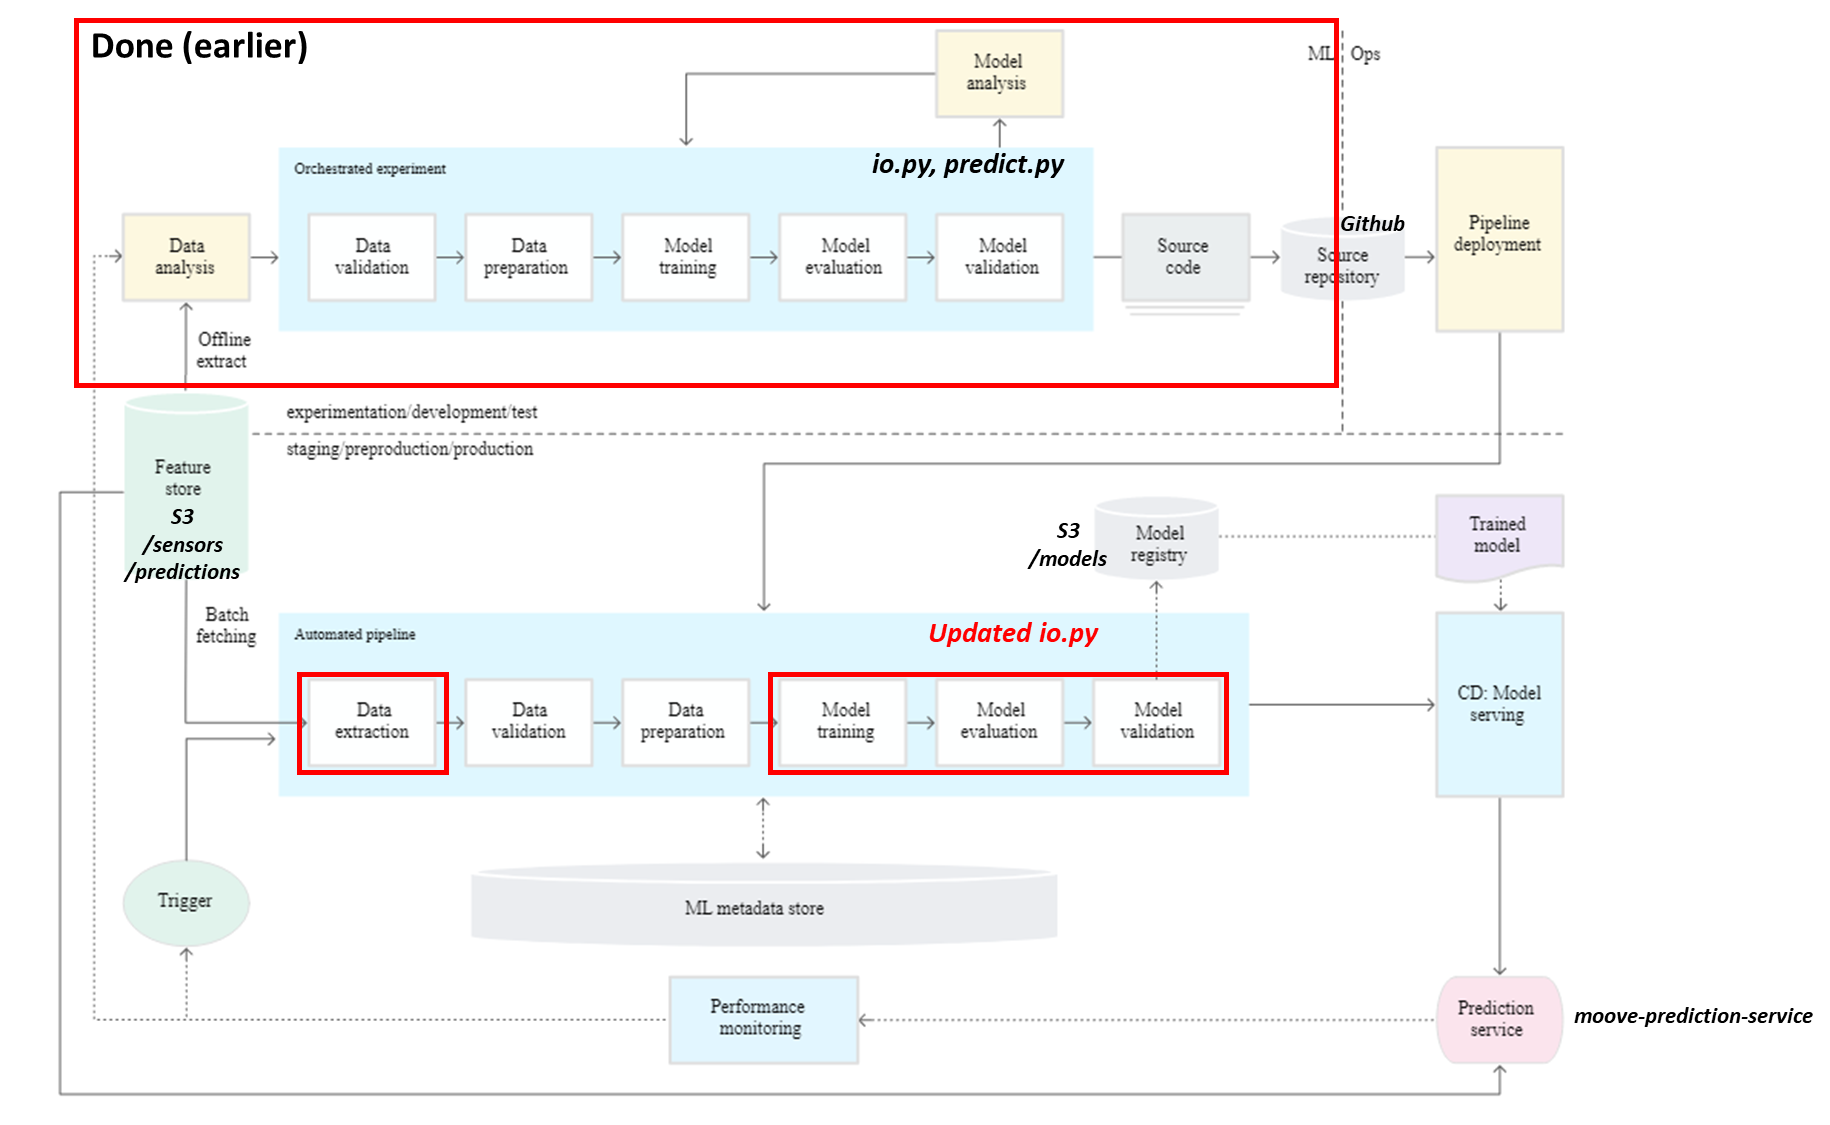 Done (earlier)
Model
analysis
ML
Ops
Orchestrated experiment
io.py, predict.py
Data
analysis
Data
validation
Data
preparation
Model
training
Model
evaluation
Model
validation
Source
code
Github
Source
repository
Pipeline
deployment
Offline
extract
experimentation/development/test
staging/preproduction/production
Feature
store
S3
/sensors
/predictions
S3
/models
Model
registry
Trained
model
Batch
fetching
Automated pipeline
Updated io.py
Data
extraction
Data
validation
Data
preparation
Model
training
Model
evaluation
Model
validation
CD: Model
serving
Trigger
ML metadata store
Performance
monitoring
Prediction
service
moove-prediction-service